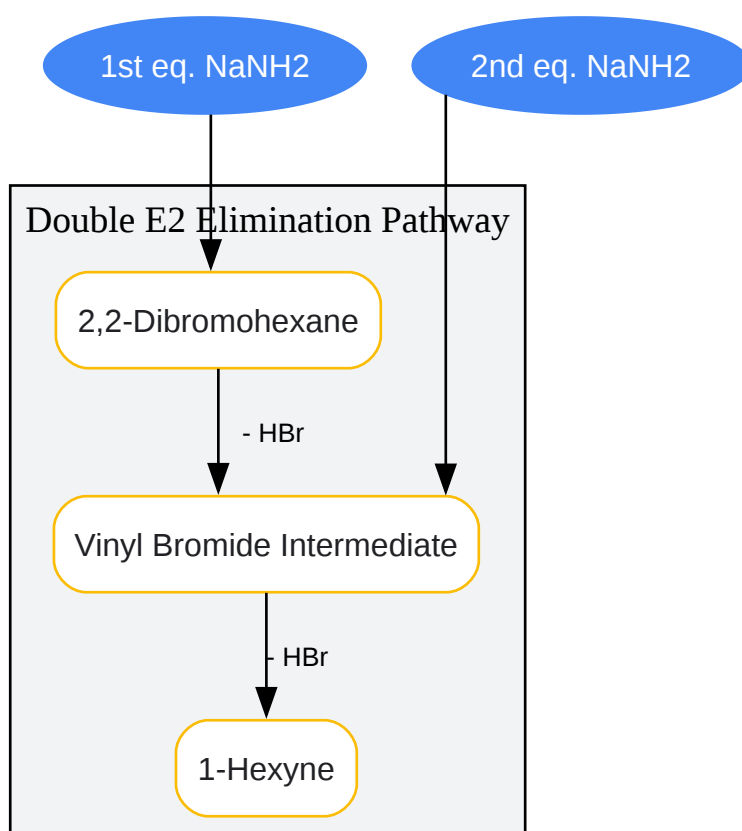 1st eq. NaNH2
2nd eq. NaNH2
Double E2 Elimination Pathway
2,2-Dibromohexane
- HBr
Vinyl Bromide Intermediate
- HBr
1-Hexyne